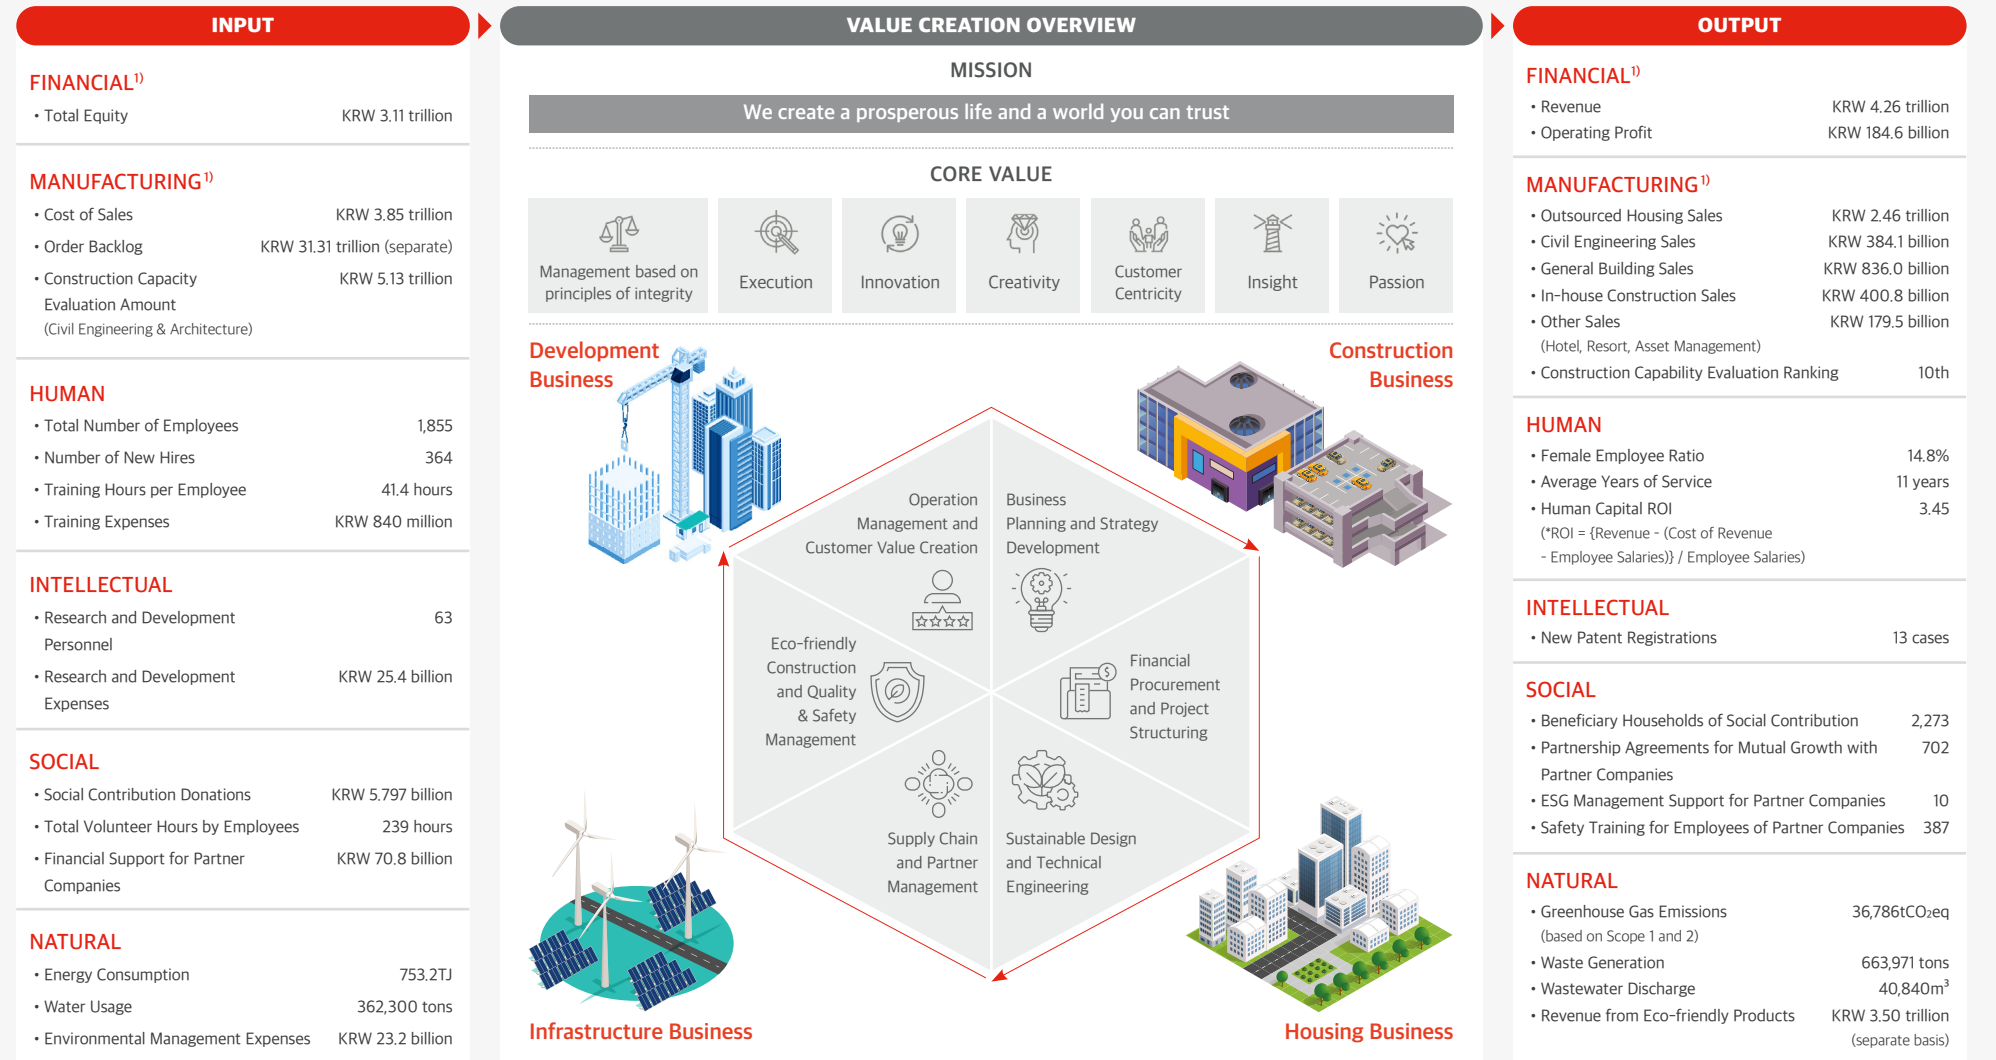 INPUT
FINANCIAL1)
• Total Equity KRW 3.11 trillion
MANUFACTURING1)
• Cost of Sales KRW 3.85 trillion
• Order Backlog KRW 31.31 trillion (separate)
• Construction Capacity KRW 5.13 trillion
Evaluation Amount
(Civil Engineering & Architecture)
HUMAN
• Total Number of Employees 1,855
• Number of New Hires 364
• Training Hours per Employee 41.4 hours
• Training Expenses KRW 840 million
INTELLECTUAL
• Research and Development 63
Personnel
• Research and Development KRW 25.4 billion
Expenses
SOCIAL
• Social Contribution Donations KRW 5.797 billion
• Total Volunteer Hours by Employees 239 hours
• Financial Support for Partner KRW 70.8 billion
Companies
NATURAL
• Energy Consumption 753.2TJ
• Water Usage 362,300 tons
• Environmental Management Expenses KRW 23.2 billion
VALUE CREATION OVERVIEW
MISSION
We create a prosperous life and a world you can trust
CORE VALUE
Management based on
principles of integrity
Execution
Innovation
Creativity
Customer
Centricity
Insight
Passion
Development
Business
Construction
Business
Operation
Management and
Customer Value Creation
Business
Planning and Strategy
Development
Eco-friendly
Construction
and Quality
& Safety
Management
Financial
Procurement
and Project
Structuring
Supply Chain
and Partner
Management
Sustainable Design
and Technical
Engineering
Infrastructure Business
Housing Business
OUTPUT
FINANCIAL1)
• Revenue KRW 4.26 trillion
• Operating Profit KRW 184.6 billion
MANUFACTURING1)
• Outsourced Housing Sales KRW 2.46 trillion
• Civil Engineering Sales KRW 384.1 billion
• General Building Sales KRW 836.0 billion
• In-house Construction Sales KRW 400.8 billion
• Other Sales KRW 179.5 billion
(Hotel, Resort, Asset Management)
• Construction Capability Evaluation Ranking 10th
HUMAN
• Female Employee Ratio 14.8%
• Average Years of Service 11 years
• Human Capital ROI 3.45
(*ROI = {Revenue - (Cost of Revenue
- Employee Salaries)} / Employee Salaries)
INTELLECTUAL
• New Patent Registrations 13 cases
SOCIAL
• Beneficiary Households of Social Contribution 2,273
• Partnership Agreements for Mutual Growth with 702
Partner Companies
• ESG Management Support for Partner Companies 10
• Safety Training for Employees of Partner Companies 387
NATURAL
• Greenhouse Gas Emissions 36,786tCO₂eq
(based on Scope 1 and 2)
• Waste Generation 663,971 tons
• Wastewater Discharge 40,840m³
• Revenue from Eco-friendly Products KRW 3.50 trillion
(separate basis)